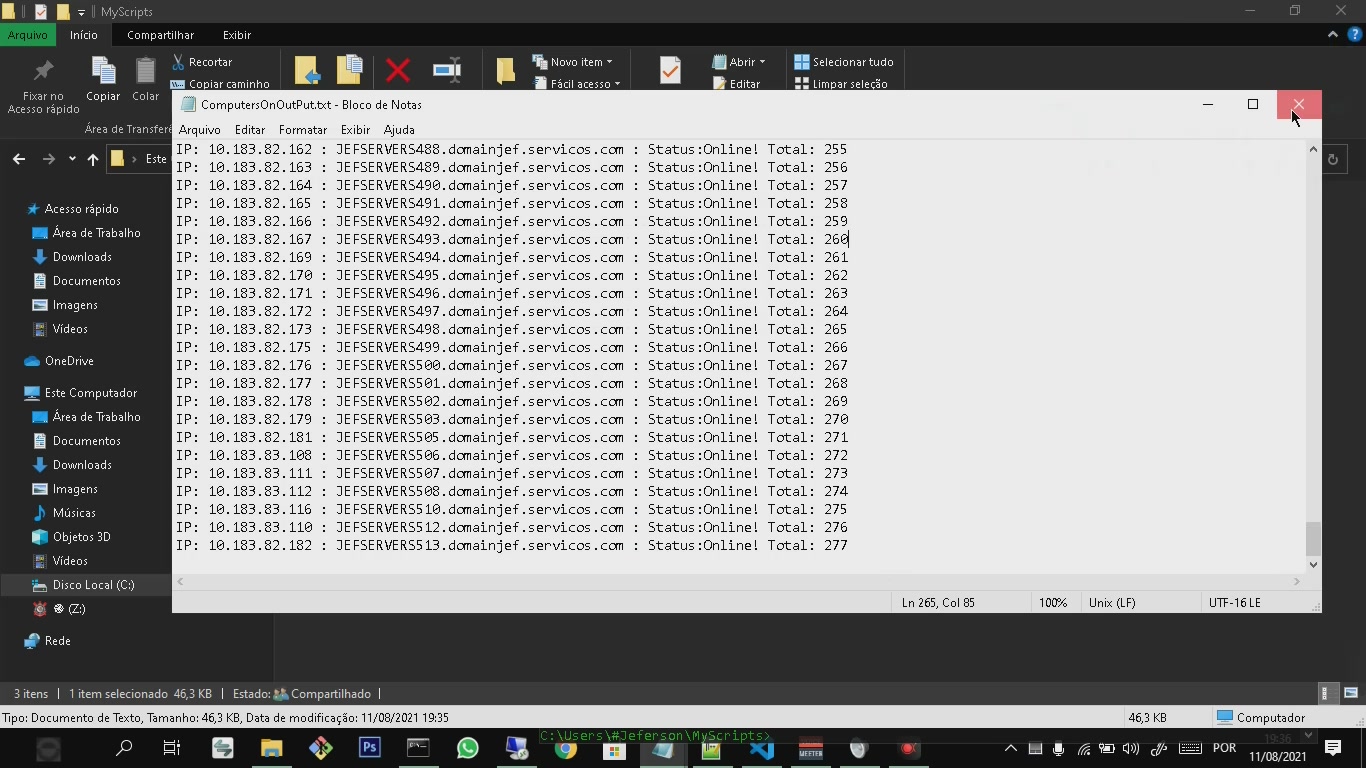 MyScripts
Arquivo Início Compartilhar Exibir
Fixar no
Acesso rápido
Copiar
Colar
Recortar
Copiar caminho
Novo item
Fácil acesso
Abrir
Editar
Selecionar tudo
Limpar seleção
Área de Transferê
Este
ComputersOnOutPut.txt - Bloco de Notas
Arquivo Editar Formatar Exibir Ajuda
IP: 10.183.82.162 : JEFSERVERS488.domainjef.servicos.com : Status:Online! Total: 255
IP: 10.183.82.163 : JEFSERVERS489.domainjef.servicos.com : Status:Online! Total: 256
IP: 10.183.82.164 : JEFSERVERS490.domainjef.servicos.com : Status:Online! Total: 257
IP: 10.183.82.165 : JEFSERVERS491.domainjef.servicos.com : Status:Online! Total: 258
IP: 10.183.82.166 : JEFSERVERS492.domainjef.servicos.com : Status:Online! Total: 259
IP: 10.183.82.167 : JEFSERVERS493.domainjef.servicos.com : Status:Online! Total: 260
IP: 10.183.82.169 : JEFSERVERS494.domainjef.servicos.com : Status:Online! Total: 261
IP: 10.183.82.170 : JEFSERVERS495.domainjef.servicos.com : Status:Online! Total: 262
IP: 10.183.82.171 : JEFSERVERS496.domainjef.servicos.com : Status:Online! Total: 263
IP: 10.183.82.172 : JEFSERVERS497.domainjef.servicos.com : Status:Online! Total: 264
IP: 10.183.82.173 : JEFSERVERS498.domainjef.servicos.com : Status:Online! Total: 265
IP: 10.183.82.175 : JEFSERVERS499.domainjef.servicos.com : Status:Online! Total: 266
IP: 10.183.82.176 : JEFSERVERS500.domainjef.servicos.com : Status:Online! Total: 267
IP: 10.183.82.177 : JEFSERVERS501.domainjef.servicos.com : Status:Online! Total: 268
IP: 10.183.82.178 : JEFSERVERS502.domainjef.servicos.com : Status:Online! Total: 269
IP: 10.183.82.179 : JEFSERVERS503.domainjef.servicos.com : Status:Online! Total: 270
IP: 10.183.82.181 : JEFSERVERS505.domainjef.servicos.com : Status:Online! Total: 271
IP: 10.183.83.108 : JEFSERVERS506.domainjef.servicos.com : Status:Online! Total: 272
IP: 10.183.83.111 : JEFSERVERS507.domainjef.servicos.com : Status:Online! Total: 273
IP: 10.183.83.112 : JEFSERVERS508.domainjef.servicos.com : Status:Online! Total: 274
IP: 10.183.83.116 : JEFSERVERS510.domainjef.servicos.com : Status:Online! Total: 275
IP: 10.183.83.110 : JEFSERVERS512.domainjef.servicos.com : Status:Online! Total: 276
IP: 10.183.82.182 : JEFSERVERS513.domainjef.servicos.com : Status:Online! Total: 277
Ln 265, Col 85 100% Unix (LF) UTF-16 LE
Acesso rápido
Área de Trabalho
Downloads
Documentos
Imagens
Vídeos
OneDrive
Este Computador
Área de Trabalho
Documentos
Downloads
Imagens
Músicas
Objetos 3D
Vídeos
Disco Local (C:)
(Z:)
Rede
3 itens 1 item selecionado 46,3 KB Estado: Compartilhado
Tipo: Documento de Texto, Tamanho: 46,3 KB, Data de modificação: 11/08/2021 19:35 46,3 KB Computador
C:\Users\#Jeferson\MyScripts>
Ps
POR
19:36
11/08/2021